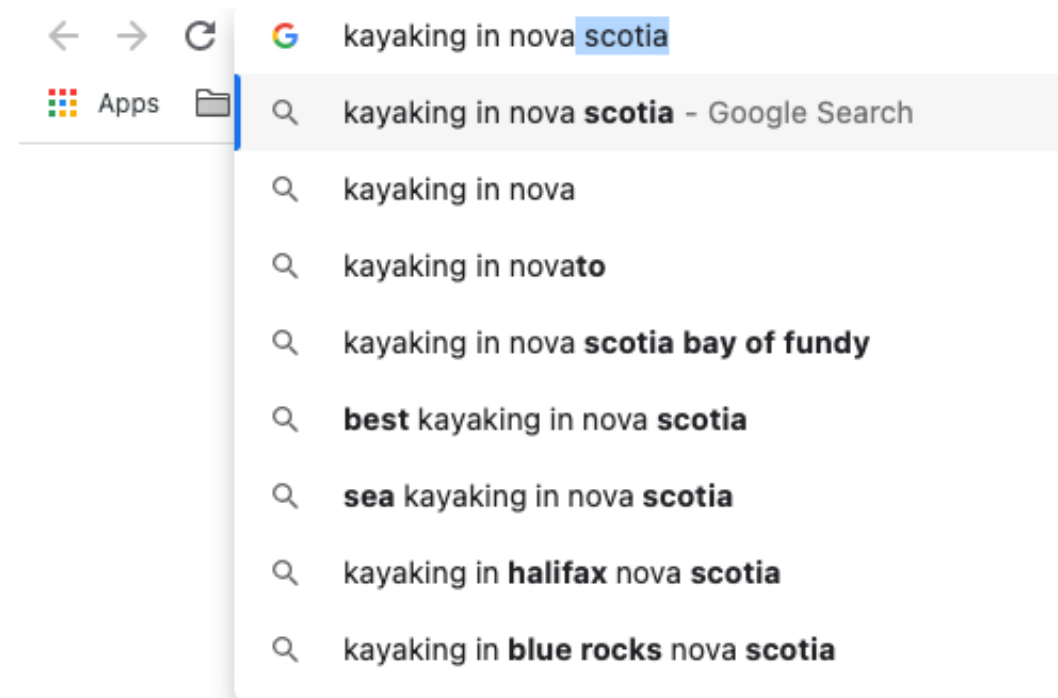 kayaking in nova scotia
Apps
kayaking in nova scotia - Google Search
kayaking in nova
kayaking in novato
kayaking in nova scotia bay of fundy
best kayaking in nova scotia
sea kayaking in nova scotia
kayaking in halifax nova scotia
kayaking in blue rocks nova scotia